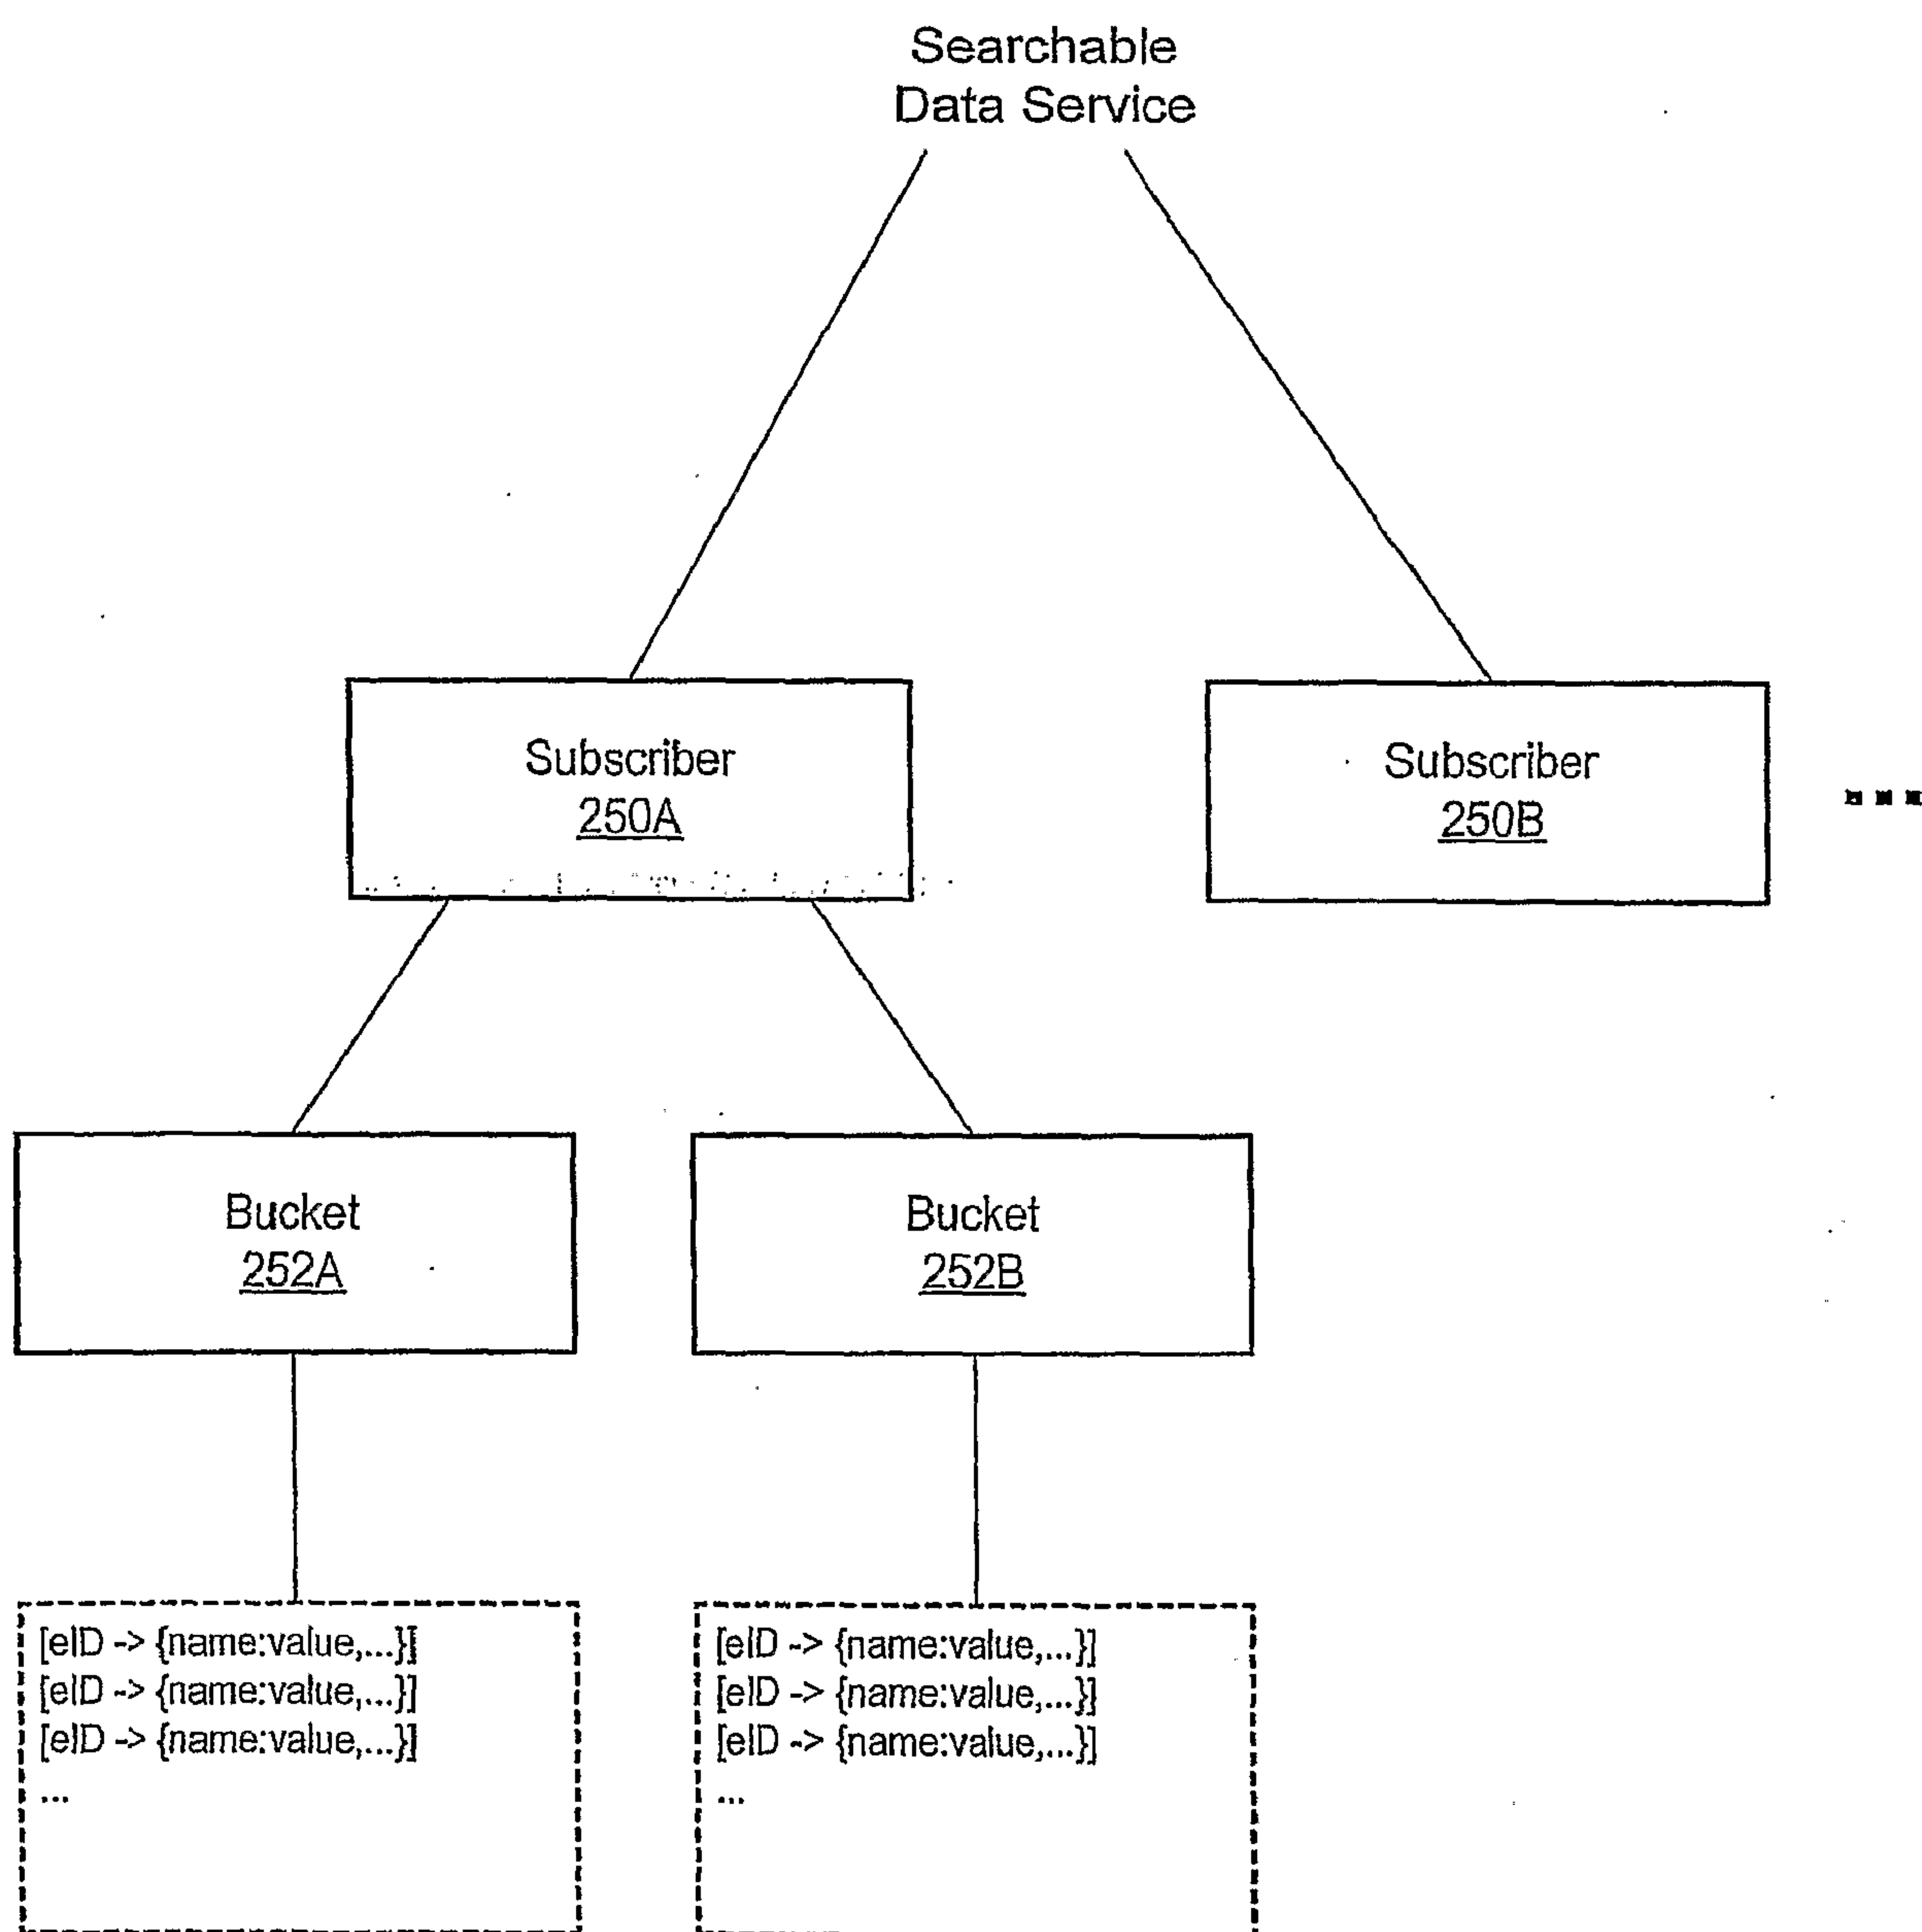 Searchable
Data Service
Subscriber
250A
Subscriber
250B
...
Bucket
252A
Bucket
252B
[eID -> {name:value,...}]
[eID -> {name:value,...}]
[eID -> {name:value,...}]
...
[eID -> {name:value,...}]
[eID -> {name:value,...}]
[eID -> {name:value,...}]
...